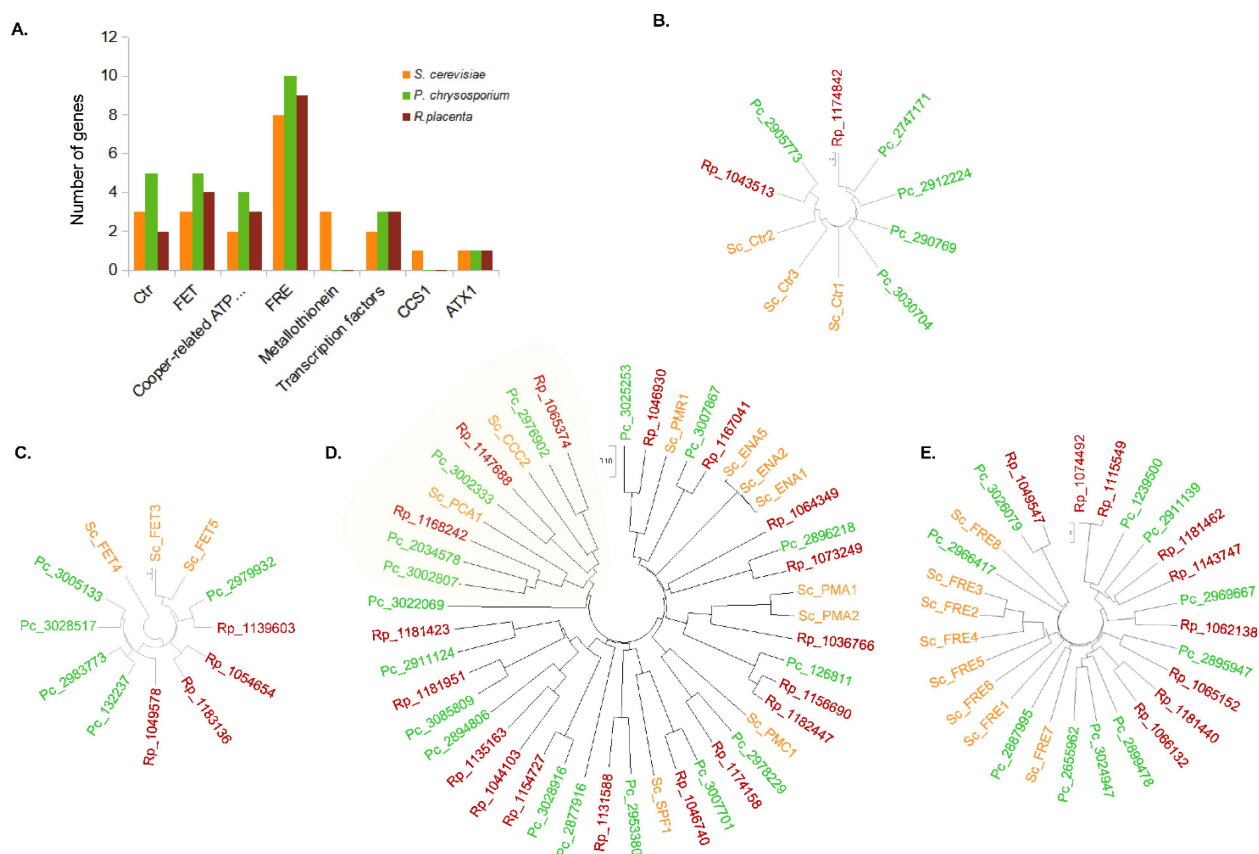 A.
12
10
8
6
4
2
0
Number of genes
S. cerevisiae
P. chrysosporium
R.placenta
Ctr
FET
Cooper-related ATP ...
FRE
Metallothionein
Transcription factors
CCS1
ATX1
B.
Rp_1174842
Pc_2747171
Pc_2912224
Pc_290769
Pc_3030704
Sc_Ctr1
Sc_Ctr3
Sc_Ctr2
Rp_1043513
Pc_2905773
C.
Sc_FET3
Sc_FET5
Pc_2979932
Rp_1139603
Rp_1054654
Rp_1183136
Rp_1049578
Pc_132237
Pc_2983773
Pc_3028517
Pc_3005133
Sc_FET4
D.
0.10
Pc_3025253
Rp_1046930
Sc_PMR1
Pc_3007867
Rp_1167041
Sc_ENA5
Sc_ENA2
Sc_ENA1
Rp_1064349
Pc_2896218
Rp_1073249
Sc_PMA1
Sc_PMA2
Rp_1036766
Pc_126811
Rp_1156690
Rp_1182447
Sc_PMC1
Pc_2978229
Rp_1174158
Pc_3007701
Rp_1046740
Sc_SPF1
Pc_2953380
Rp_1131588
Pc_2877916
Pc_3028916
Rp_1154727
Rp_1044103
Rp_1135163
Pc_2894806
Pc_3085809
Rp_1181951
Pc_2911124
Rp_1181423
Pc_3022069
Pc_3002807
Pc_2034578
Rp_1168242
Sc_PCA1
Pc_3002333
Rp_1147688
Sc_CCC2
Pc_2976902
Rp_1065374
E.
Rp_1074492
Rp_1115549
Pc_1239500
Pc_2911139
Rp_1181462
Rp_1143747
Pc_2969667
Rp_1062138
Pc_2895947
Rp_1065152
Rp_1181440
Rp_1066132
Pc_2899478
Pc_3024947
Pc_2655962
Sc_FRE7
Pc_2887995
Sc_FRE1
Sc_FRE6
Sc_FRE5
Sc_FRE4
Sc_FRE2
Sc_FRE3
Pc_2966417
Sc_FRE8
Pc_3026079
Rp_1049547